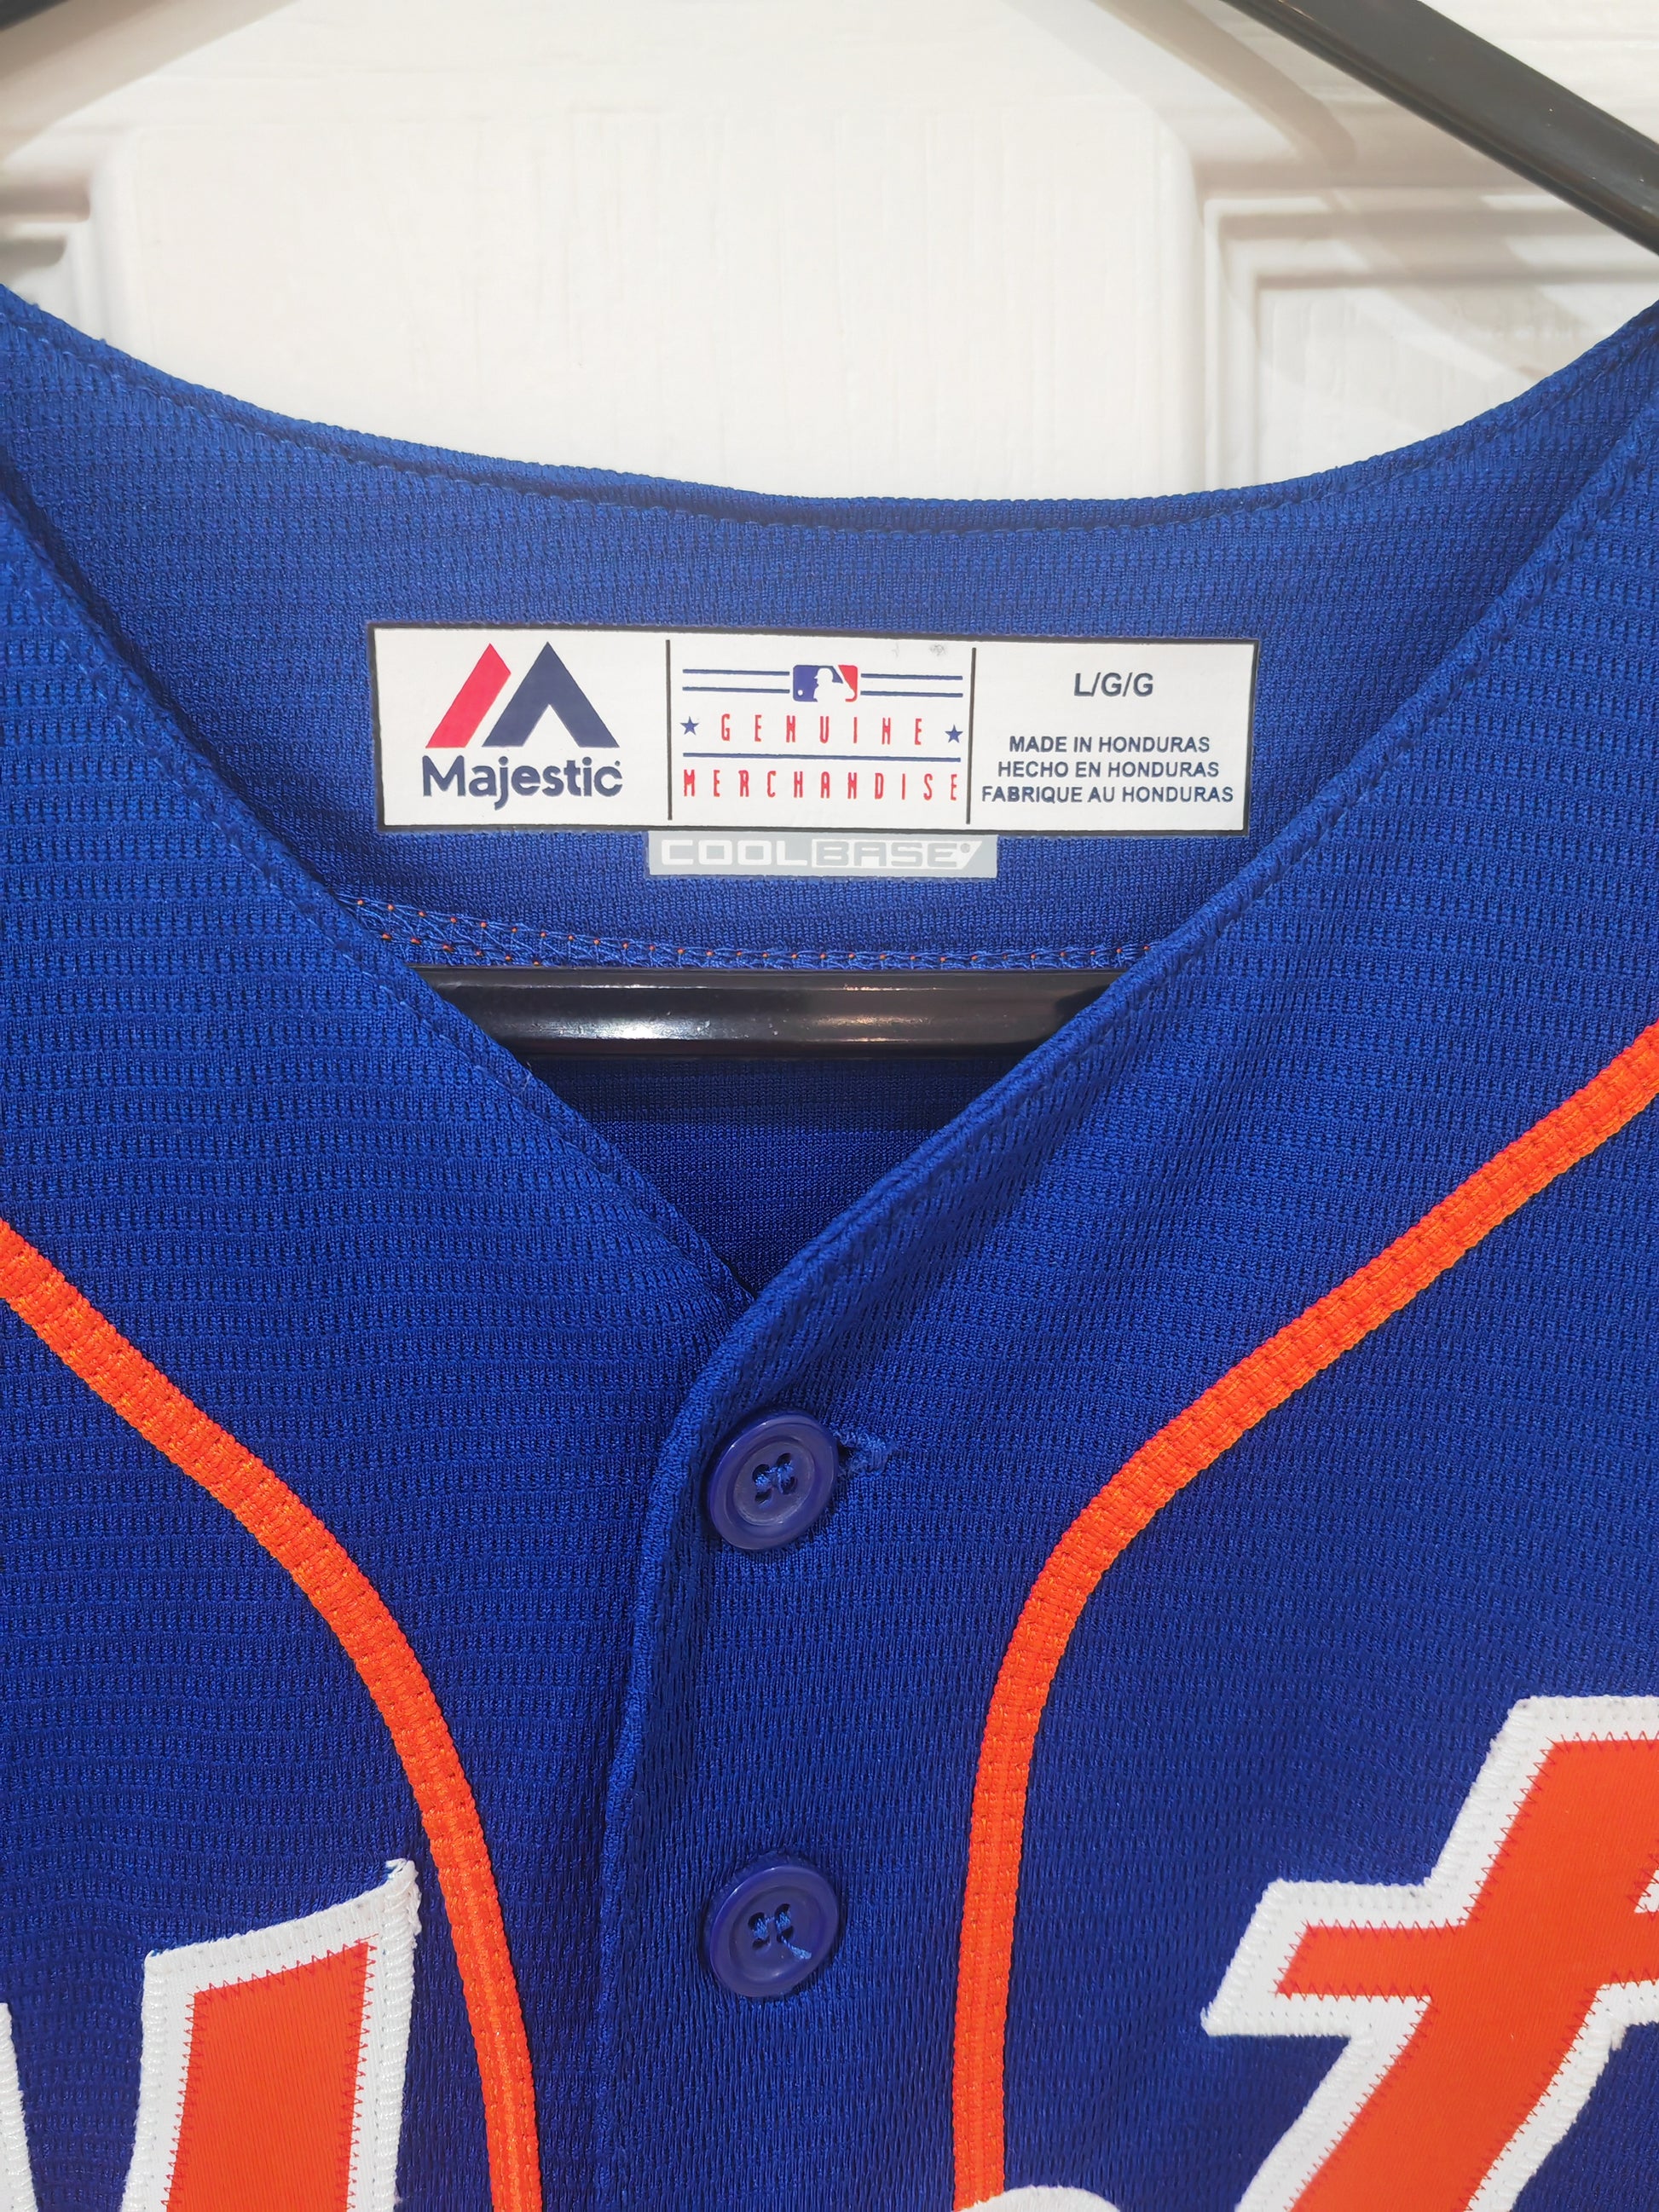 Majestic
GENUINE
MERCHANDISE
L/G/G
MADE IN HONDURAS
HECHO EN HONDURAS
FABRIQUE AU HONDURAS
COOLBASE®
M t